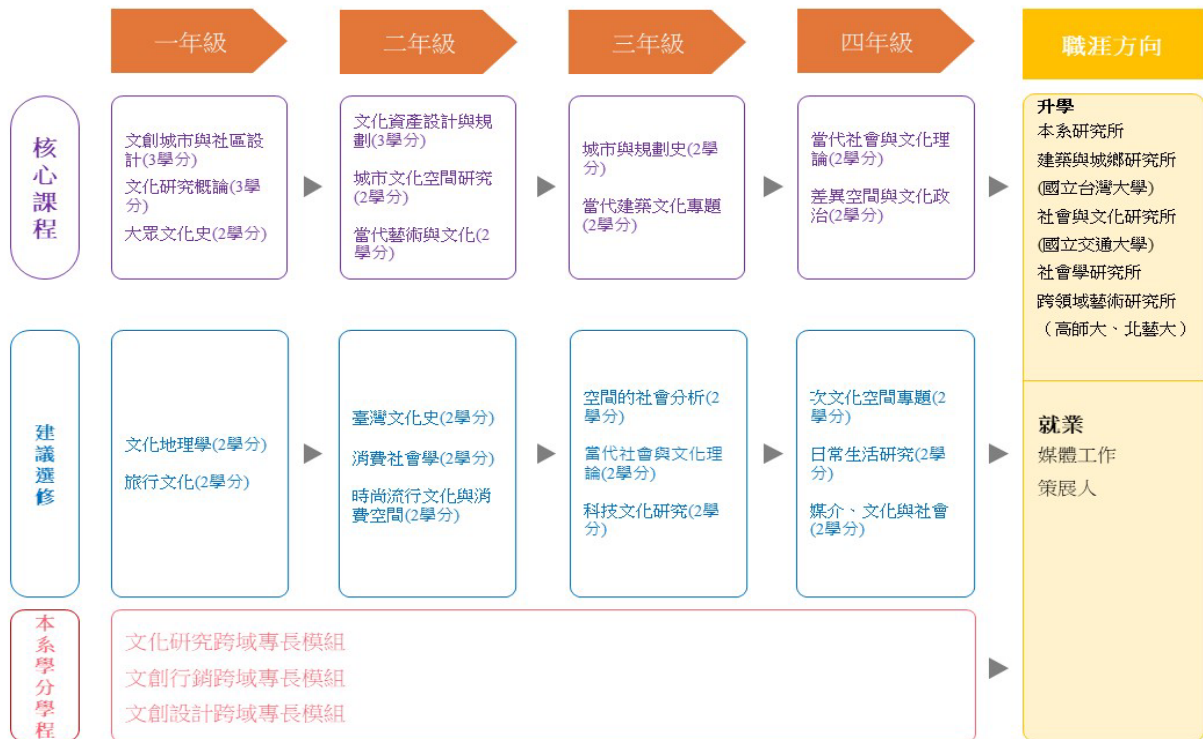 一年級
二年級
三年級
四年級
職涯方向
核心課程
文創城市與社區設
計(3學分)
文化研究概論(3學
分)
大眾文化史(2學分)
文化資產設計與規
劃(3學分)
城市文化空間研究
(2學分)
當代藝術與文化(2
學分)
城市與規劃史(2學
分)
當代建築文化專題
(2學分)
當代社會與文化理
論(2學分)
差異空間與文化政
治(2學分)
升學
本系研究所
建築與城鄉研究所
(國立台灣大學)
社會與文化研究所
(國立交通大學)
社會學研究所
跨領域藝術研究所
（高師大、北藝大）
建議選修
文化地理學(2學分)
旅行文化(2學分)
臺灣文化史(2學分)
消費社會學(2學分)
時尚流行文化與消
費空間(2學分)
空間的社會分析(2
學分)
當代社會與文化理
論(2學分)
科技文化研究(2學
分)
次文化空間專題(2
學分)
日常生活研究(2學
分)
媒介、文化與社會
(2學分)
就業
媒體工作
策展人
本系學分學程
文化研究跨域專長模組
文創行銷跨域專長模組
文創設計跨域專長模組